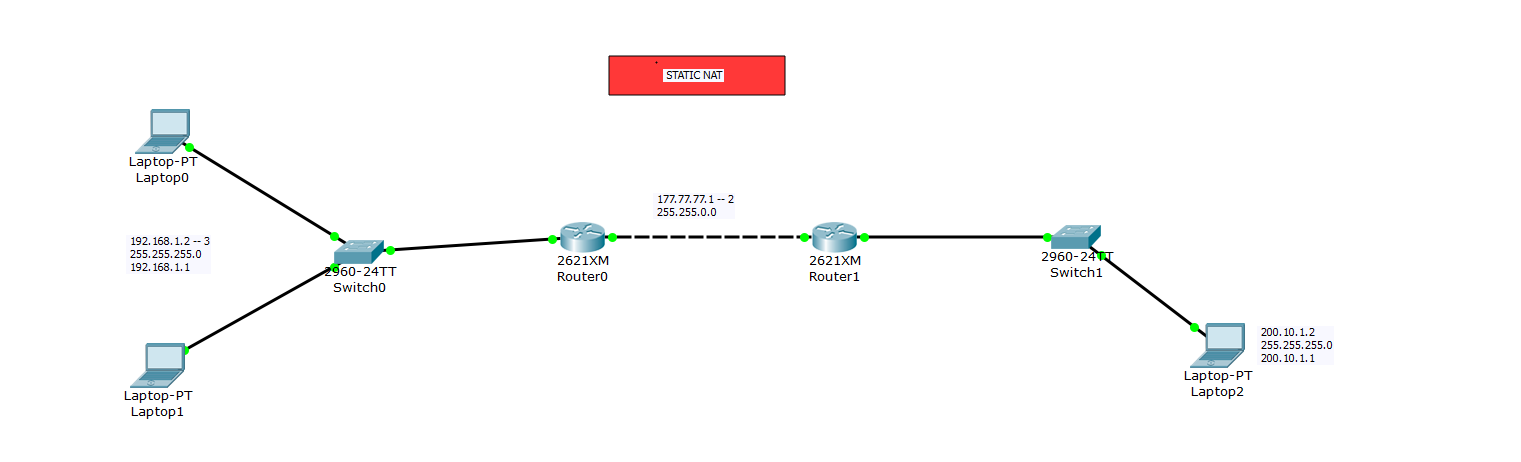 STATIC NAT
Laptop-PT
Laptop0
177.77.77.1 -- 2
255.255.0.0
192.168.1.2 -- 3
255.255.255.0
192.168.1.1
2960-24TT
Switch0
2621XM
Router0
2621XM
Router1
2960-24TT
Switch1
200.10.1.2
255.255.255.0
200.10.1.1
Laptop-PT
Laptop2
Laptop-PT
Laptop1